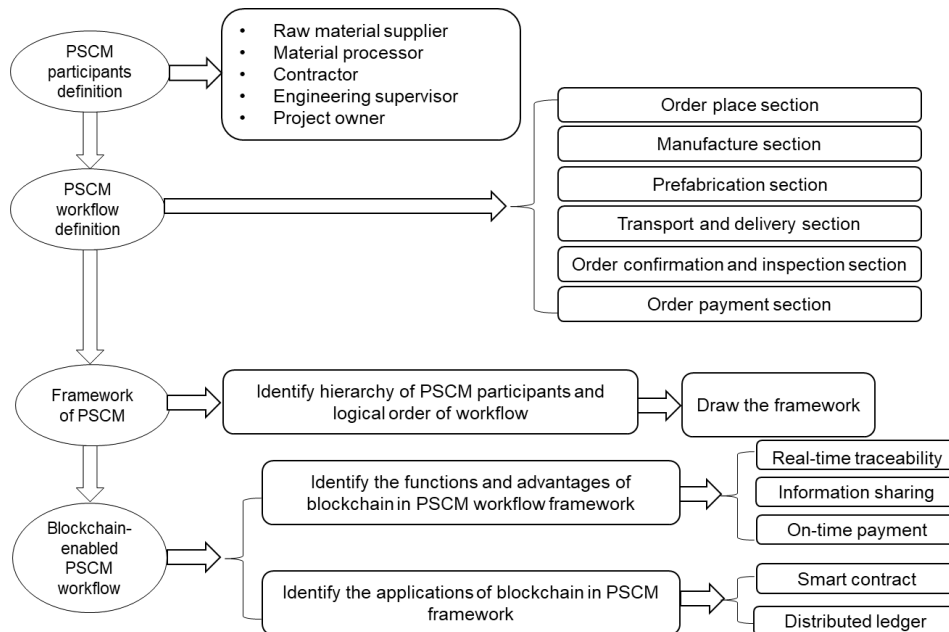 PSCM
participants
definition
• Raw material supplier
• Material processor
• Contractor
• Engineering supervisor
• Project owner
PSCM
workflow
definition
Order place section
Manufacture section
Prefabrication section
Transport and delivery section
Order confirmation and inspection section
Order payment section
Framework
of PSCM
Identify hierarchy of PSCM participants and
logical order of workflow
Draw the framework
Blockchain-
enabled
PSCM
workflow
Identify the functions and advantages of
blockchain in PSCM workflow framework
Real-time traceability
Information sharing
On-time payment
Identify the applications of blockchain in PSCM
framework
Smart contract
Distributed ledger